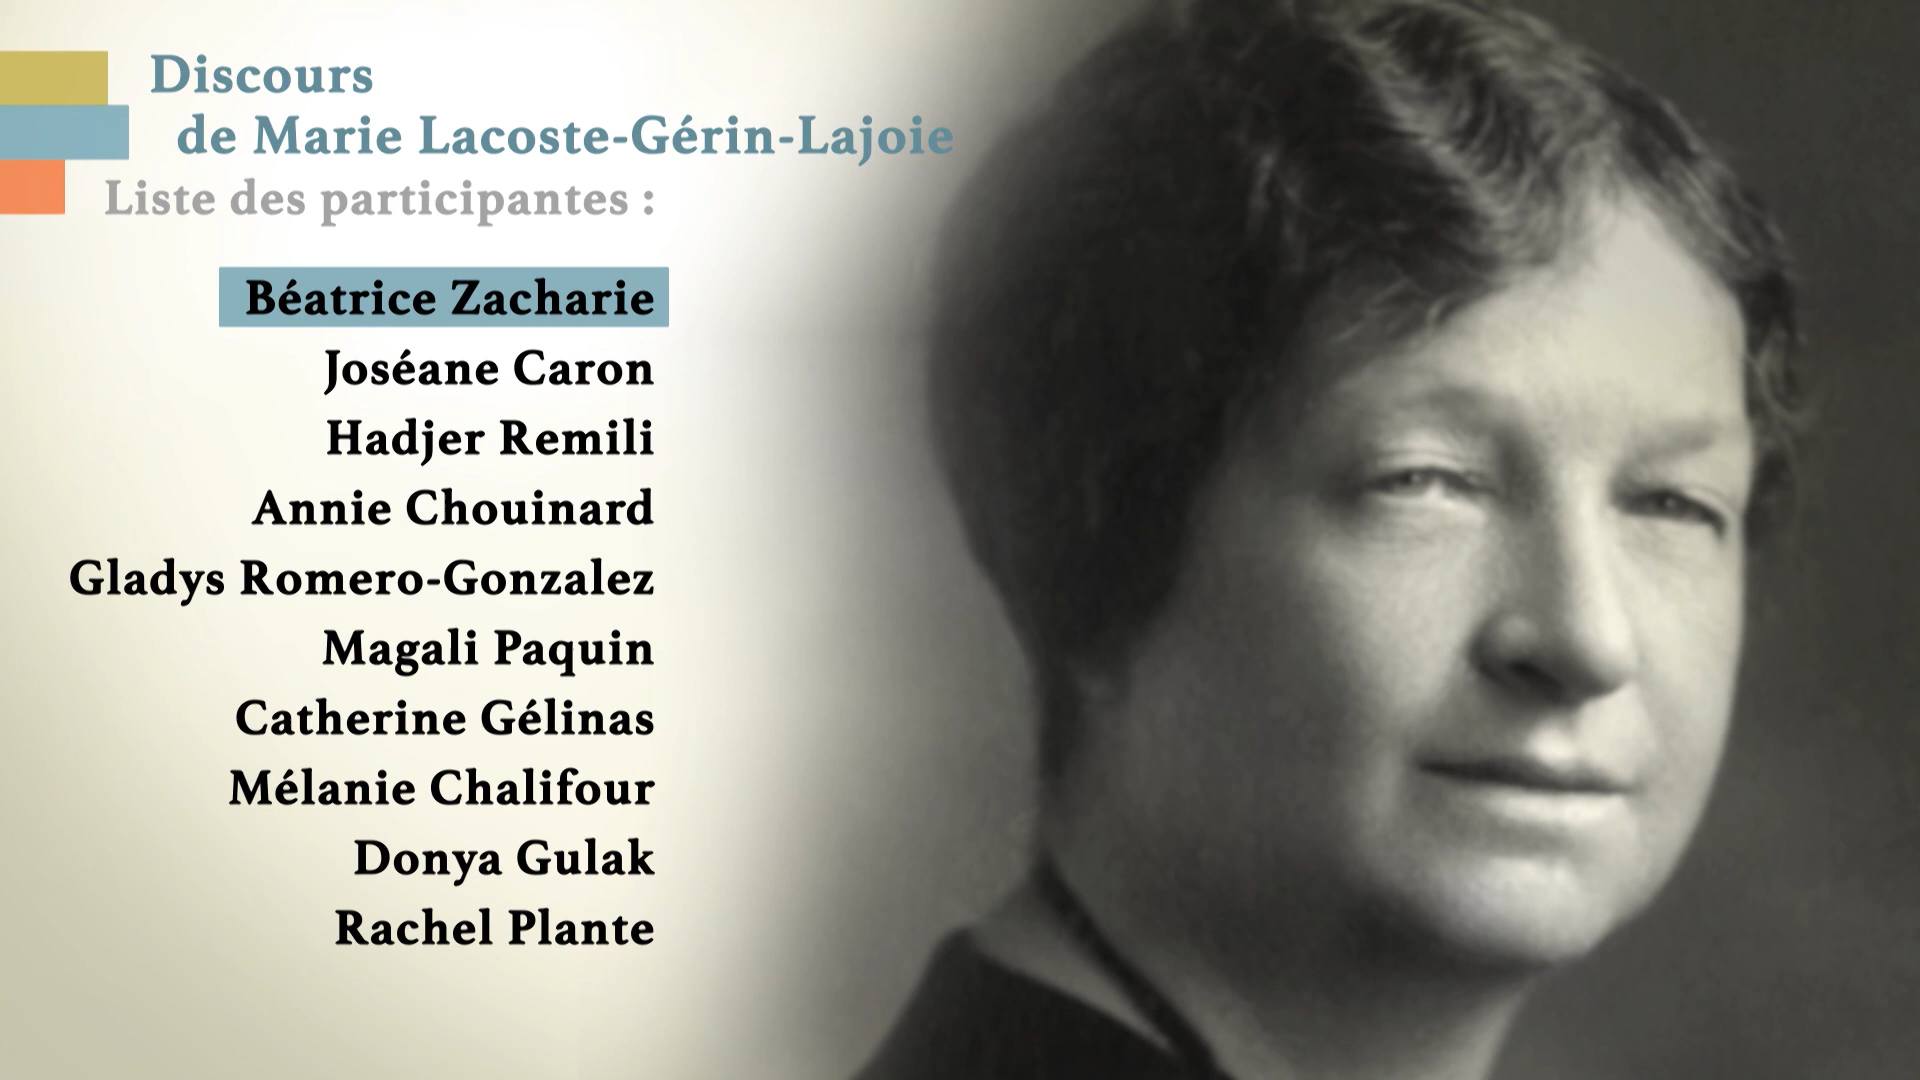 Discours
de Marie Lacoste-Gérin-Lajoie
Liste des participantes :
Béatrice Zacharie
Joséane Caron
Hadjer Remili
Annie Chouinard
Gladys Romero-Gonzalez
Magali Paquin
Catherine Gélinas
Mélanie Chalifour
Donya Gulak
Rachel Plante